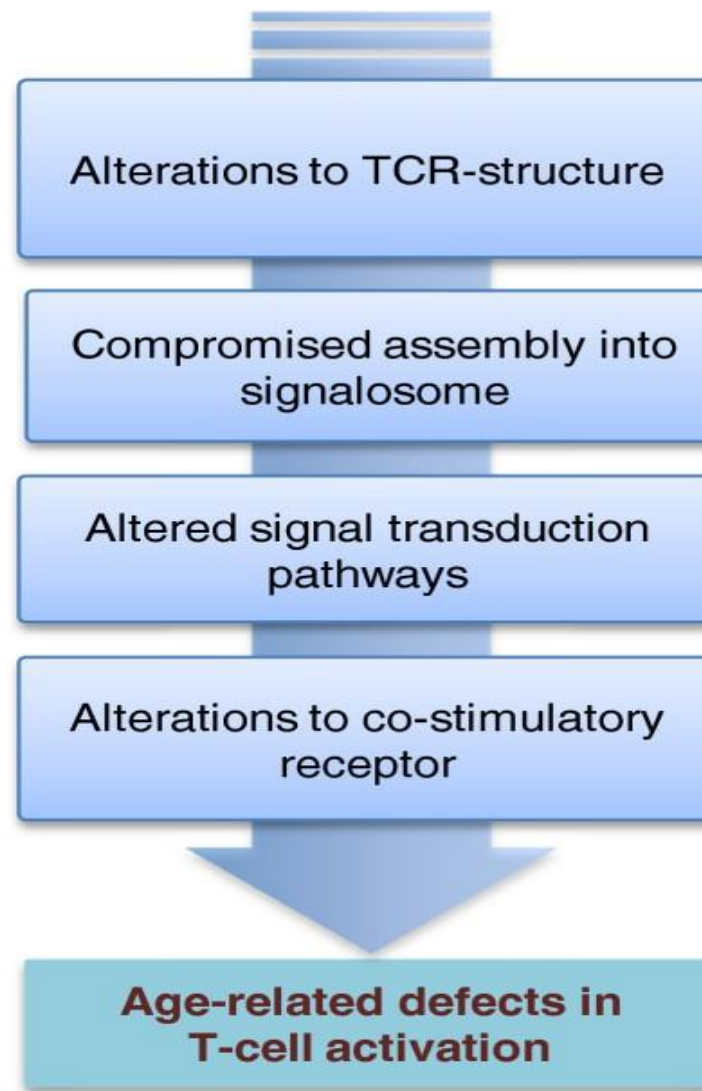 Alterations to TCR-structure
Compromised assembly into
signalosome
Altered signal transduction
pathways
Alterations to co-stimulatory
receptor
Age-related defects in
T-cell activation